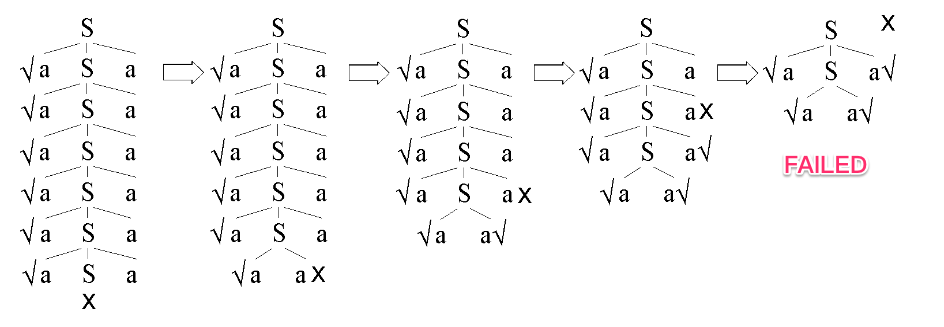 S S S S S X
√a S a √a S a √a S a √a S a √a S a√
√a S a √a S a √a S a √a S a X √a a√
√a S a √a S a √a S a √a S a√
FAILED
√a S a √a S a √a S a X √a a√
√a S a √a S a √a a√
√a S a √a a X
X